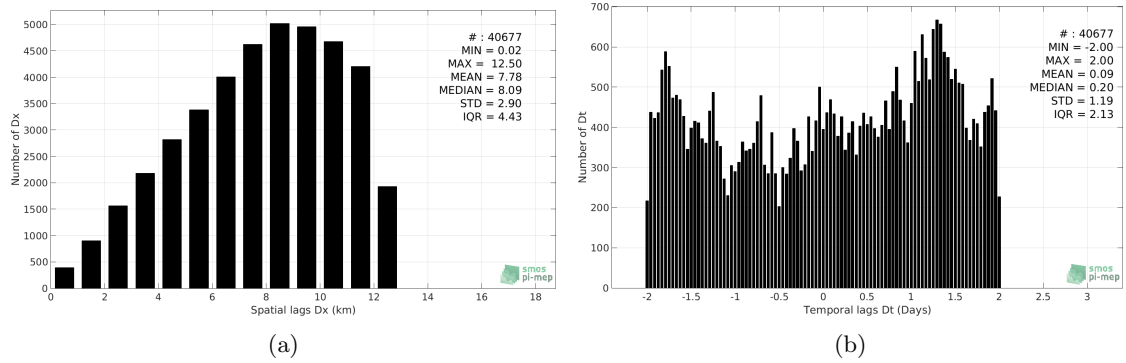 5000
4500
4000
3500
3000
2500
2000
1500
1000
500
0
Number of Dx
# : 40677
MIN = 0.02
MAX = 12.50
MEAN = 7.78
MEDIAN = 8.09
STD = 2.90
IQR = 4.43
smos
pi-mep
0 2 4 6 8 10 12 14 16 18
Spatial lags Dx (km)
(a)
700
600
500
400
300
200
100
0
Number of Dt
# : 40677
MIN = -2.00
MAX = 2.00
MEAN = 0.09
MEDIAN = 0.20
STD = 1.19
IQR = 2.13
smos
pi-mep
-2 -1.5 -1 -0.5 0 0.5 1 1.5 2 2.5 3
Temporal lags Dt (Days)
(b)